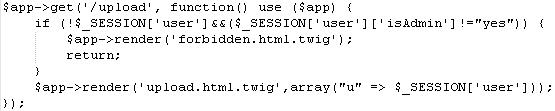 $app->get('/upload', function() use ($app) {
    if (!$_SESSION['user']&&($_SESSION['user']['isAdmin']!="yes")) {
        $app->render('forbidden.html.twig');
        return;
    }
    $app->render('upload.html.twig',array("u" => $_SESSION['user']));
});